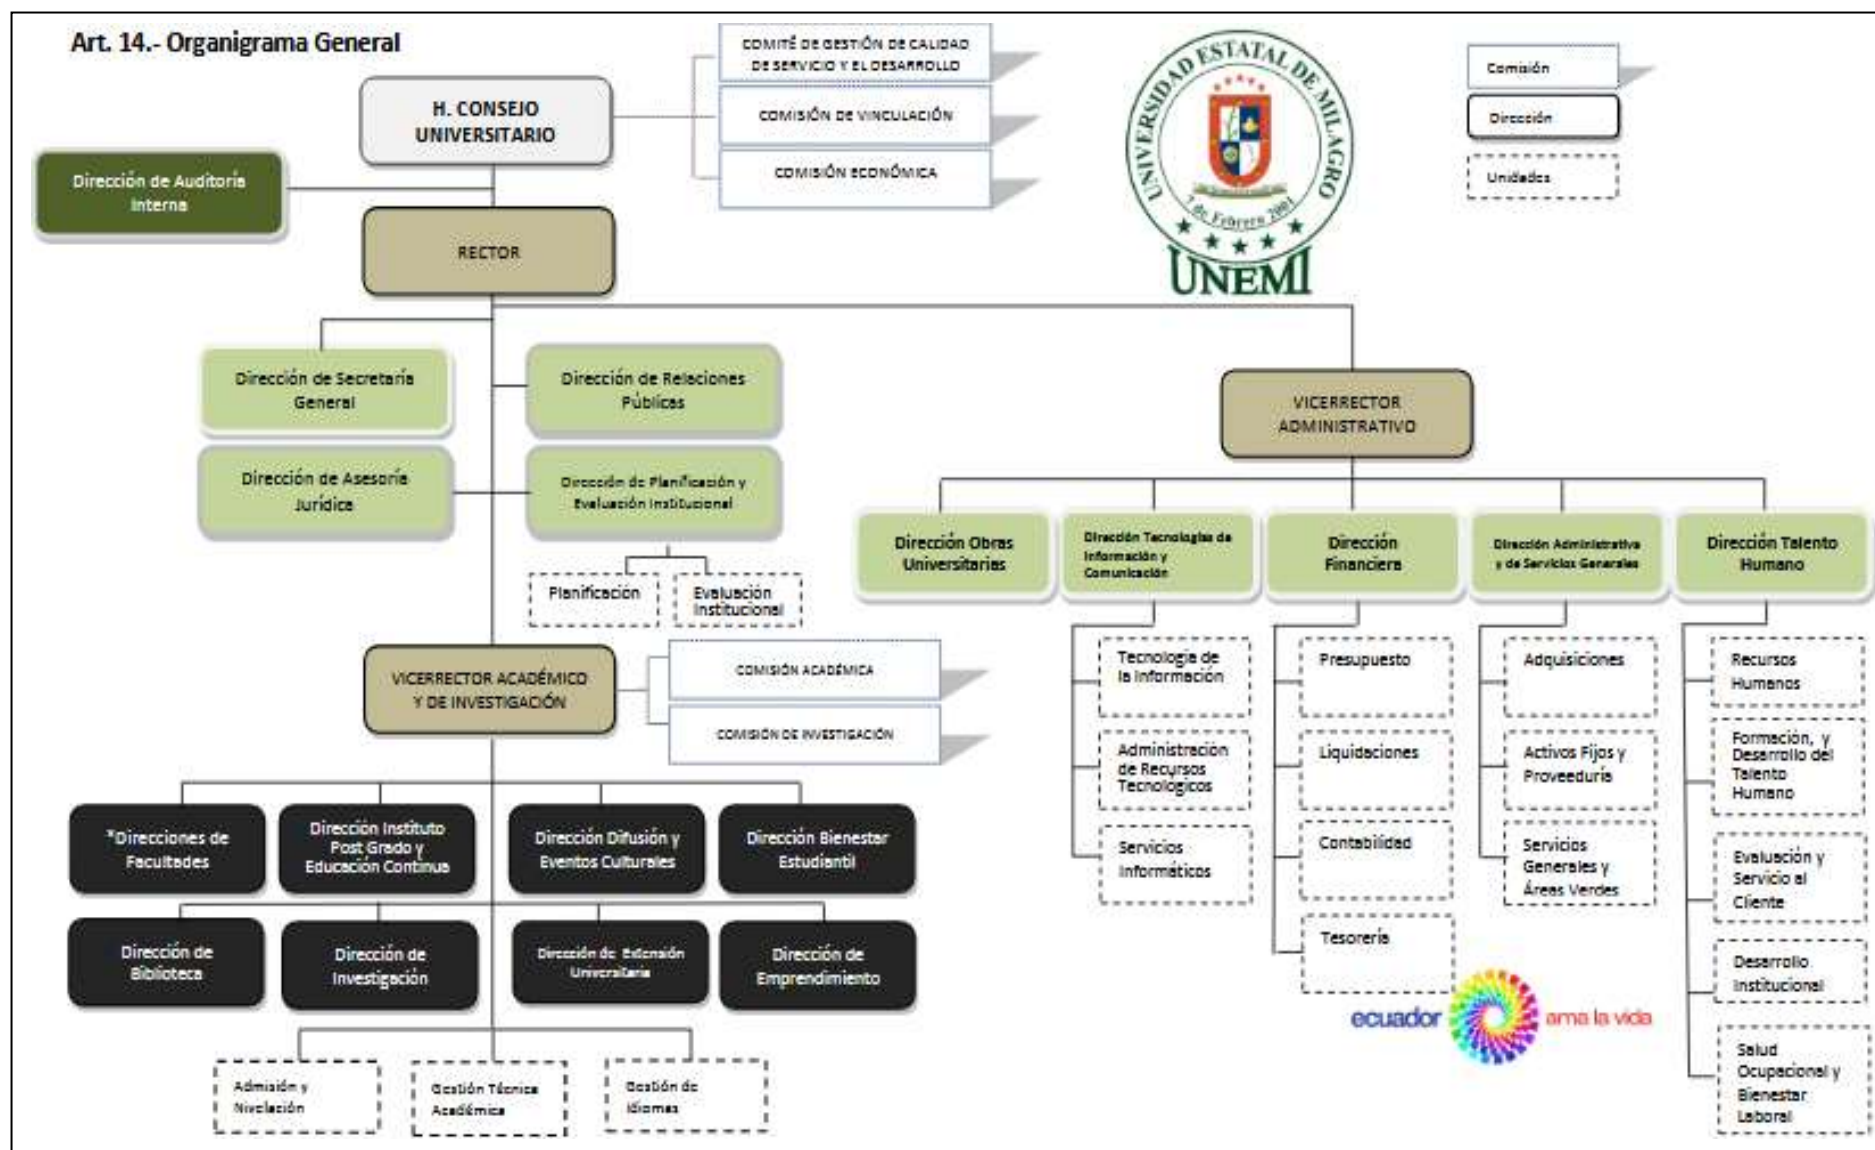 Art. 14.- Organigrama General
COMITÉ DE GESTIÓN DE CALIDAD
DE SERVICIO Y EL DESARROLLO
COMISIÓN DE VINCULACIÓN
COMISIÓN ECONÓMICA
H. CONSEJO
UNIVERSITARIO
Dirección de Auditoría
Interna
RECTOR
UNIVERSIDAD ESTATAL DE MILAGRO
7 de Febrero 2001
UNEMI
Comisión
Dirección
Unidades
Dirección de Secretaría
General
Dirección de Relaciones
Públicas
Dirección de Asesoría
Jurídica
Dirección de Planificación y
Evaluación Institucional
Planificación
Evaluación
Institucional
VICERRECTOR
ADMINISTRATIVO
Dirección Obras
Universitarias
Dirección Tecnologías de
Información y
Comunicación
Dirección
Financiera
Dirección Administrativa
y de Servicios Generales
Dirección Talento
Humano
VICERRECTOR ACADÉMICO
Y DE INVESTIGACIÓN
COMISIÓN ACADÉMICA
COMISIÓN DE INVESTIGACIÓN
Tecnología de
la Información
Administración
de Recursos
Tecnologicos
Servicios
Informáticos
Presupuesto
Liquidaciones
Contabilidad
Tesorería
Adquisiciones
Activos Fijos y
Proveeduría
Servicios
Generales y
Áreas Verdes
Recursos
Humanos
Formación, y
Desarrollo del
Talento
Humano
Evaluación y
Servicio al
Cliente
Desarrollo
Institucional
Salud
Ocupacional y
Bienestar
Laboral
*Direcciones de
Facultades
Dirección Instituto
Post Grado y
Educación Continua
Dirección Difusión y
Eventos Culturales
Dirección Bienestar
Estudiantil
Dirección de
Biblioteca
Dirección de
Investigación
Dirección de Extensión
Universitaria
Dirección de
Emprendimiento
Admisión y
Nivelación
Gestión Técnica
Académica
Gestión de
Idiomas
ecuador ama la vida